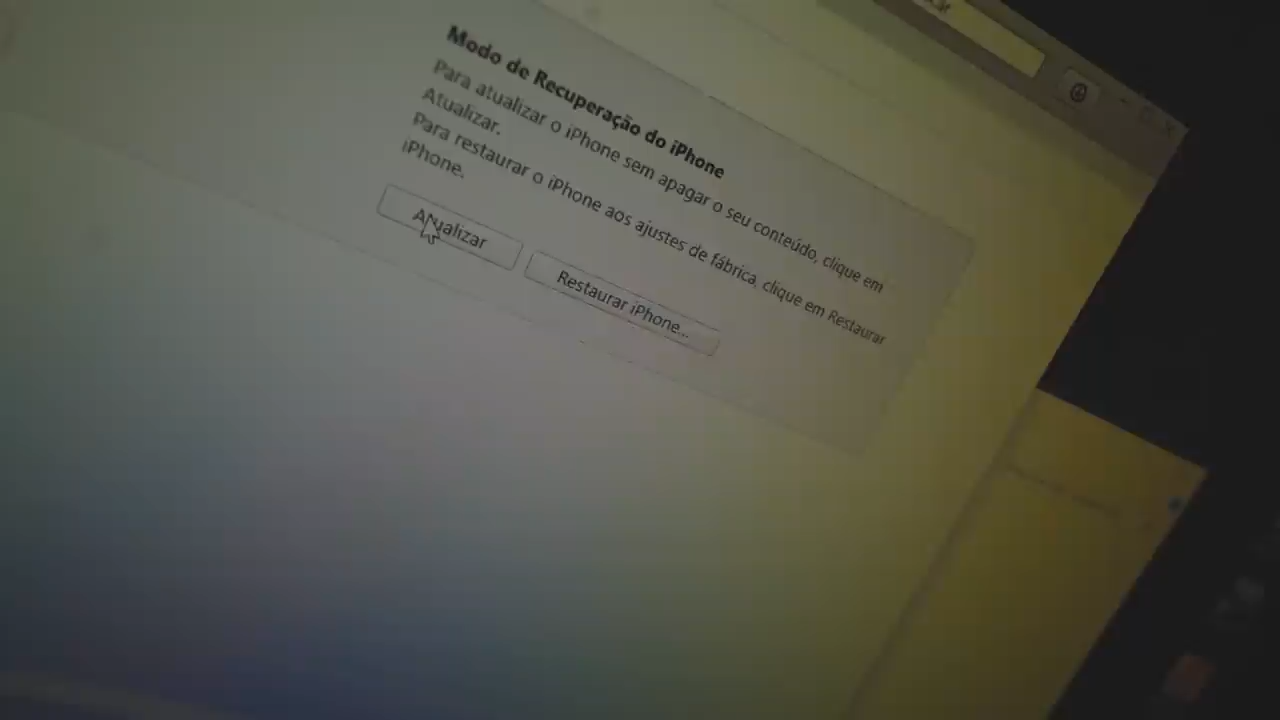 Modo de Recuperação do iPhone
Para atualizar o iPhone sem apagar o seu conteúdo, clique em
Atualizar.
Para restaurar o iPhone aos ajustes de fábrica, clique em Restaurar
iPhone.
Atualizar
Restaurar iPhone...